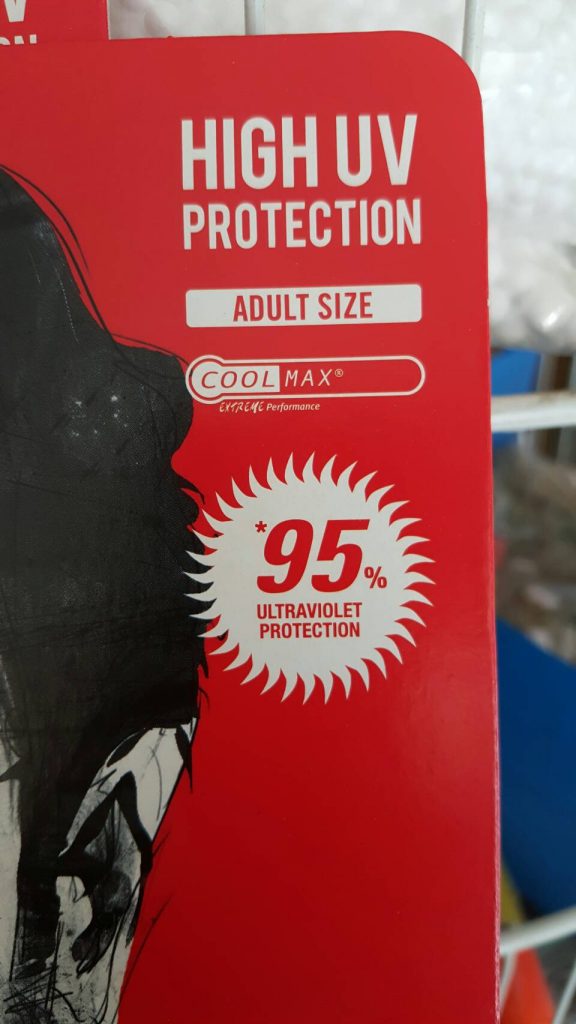 HIGH UV
PROTECTION
ADULT SIZE
COOLMAX®
EXTREME Performance
*95%
ULTRAVIOLET
PROTECTION